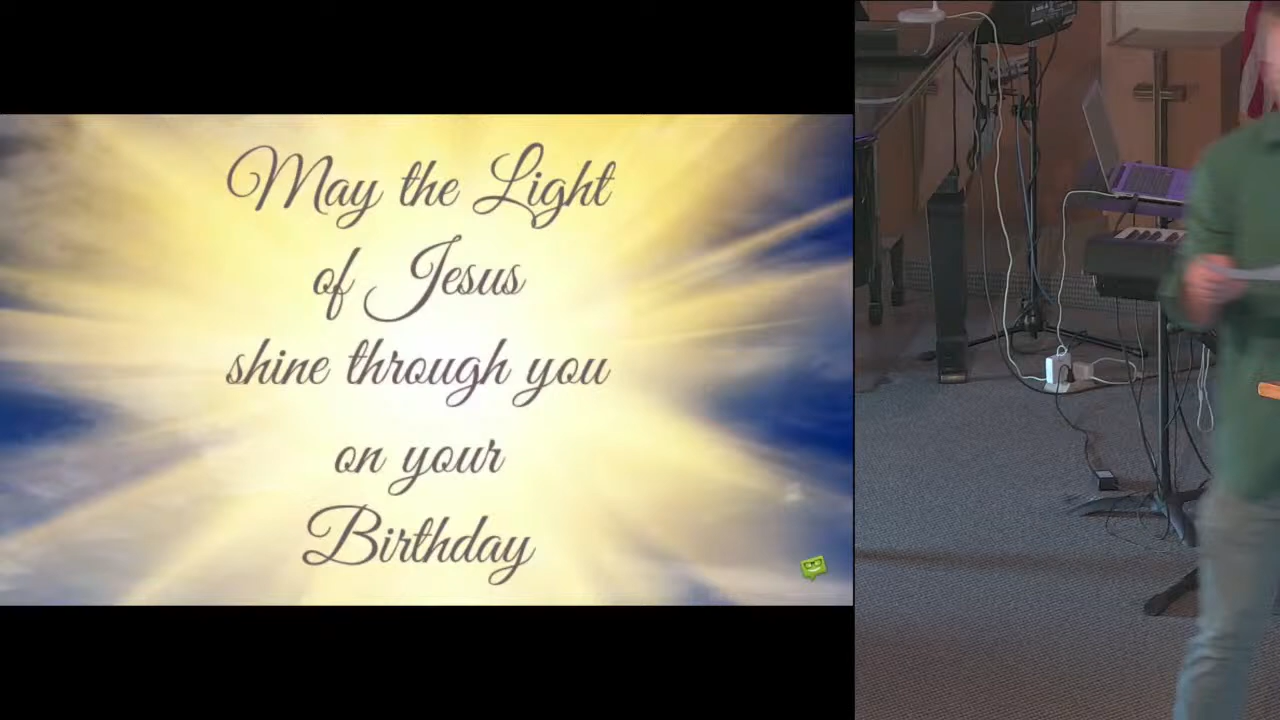 May the Light
of Jesus
shine through you
on your
Birthday